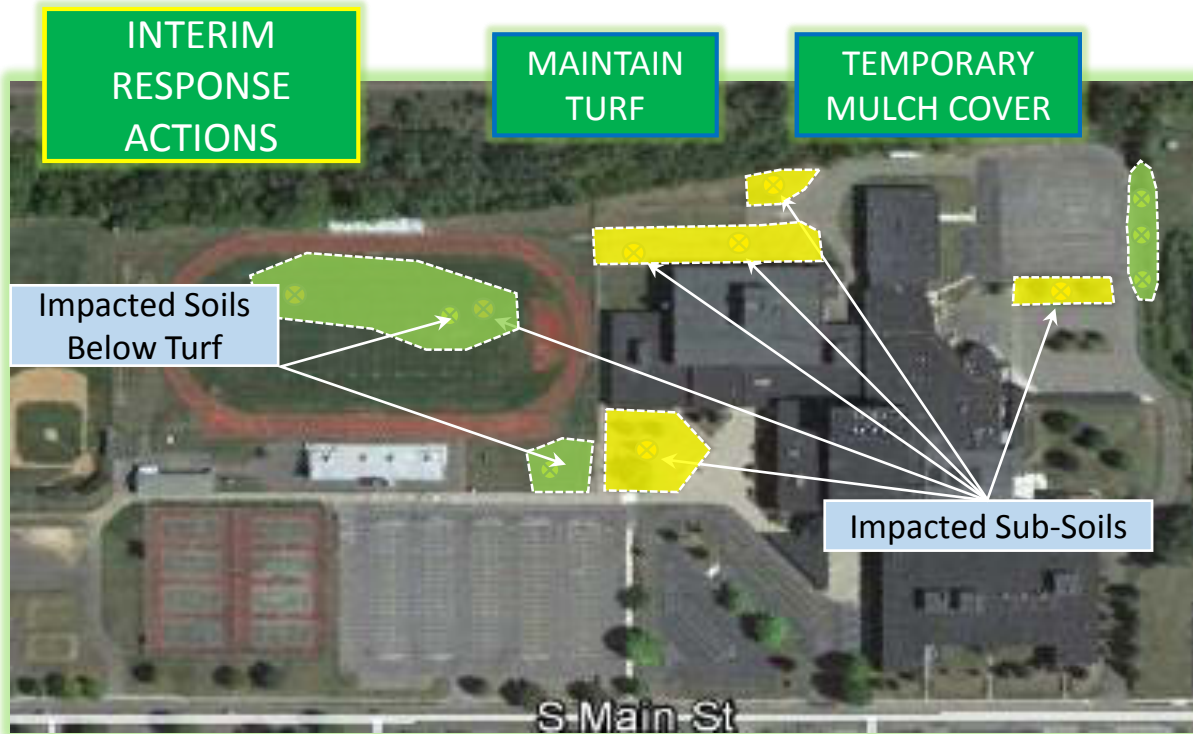 INTERIM
RESPONSE
ACTIONS
MAINTAIN
TURF
TEMPORARY
MULCH COVER
Impacted Soils
Below Turf
Impacted Sub-Soils
S Main St